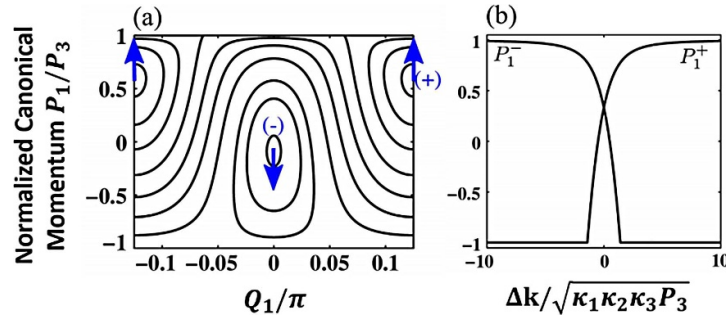 (a)
(b)
Normalized Canonical
Momentum P₁/P₃
1
0.5
0
−0.5
−1
(+)
(-)
−0.1
−0.05
0
0.05
0.1
Q₁/π
1
0.5
0
−0.5
−1
P₁⁻
P₁⁺
−10
0
10
Δk/√κ₁κ₂κ₃P₃